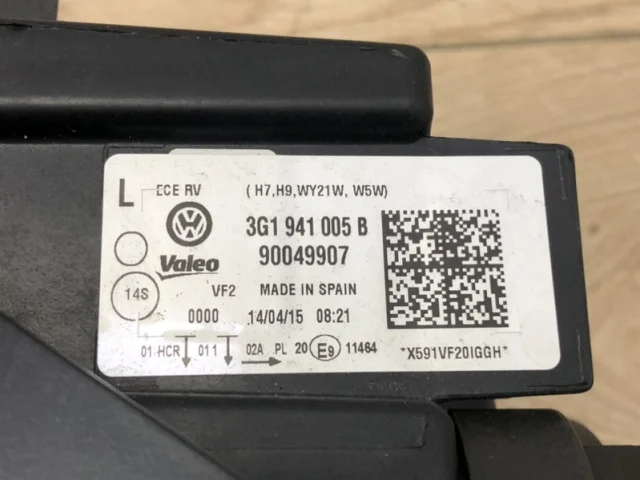 L ECE RV ( H7,H9,WY21W, W5W)
3G1 941 005 B
Valeo 90049907
14S VF2 MADE IN SPAIN
0000 14/04/15 08:21
01 HCR 011 02A PL 20 E9 11464 *X591VF20IGGH*